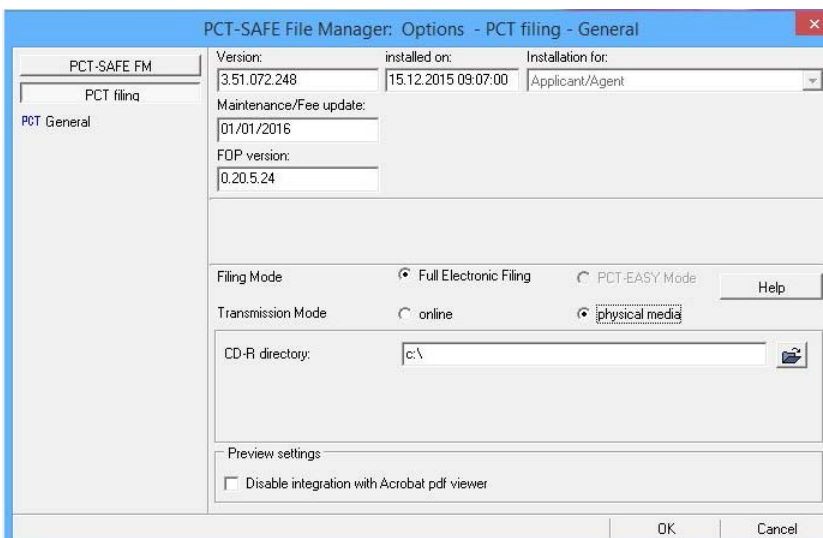 PCT-SAFE File Manager: Options - PCT filing - General
PCT-SAFE FM
PCT filing
PCT General
Version: installed on: Installation for:
3.51.072.248 15.12.2015 09:07:00 Applicant/Agent
Maintenance/Fee update:
01/01/2016
FOP version:
0.20.5.24
Filing Mode Full Electronic Filing PCT-EASY Mode Help
Transmission Mode online physical media
CD-R directory: c:\
Preview settings
Disable integration with Acrobat pdf viewer
OK Cancel